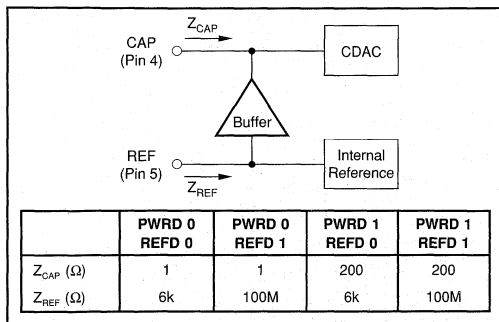 Z_CAP
CAP
(Pin 4)
CDAC
Buffer
REF
(Pin 5)
Internal
Reference
Z_REF
PWRD 0 PWRD 0 PWRD 1 PWRD 1
REFD 0 REFD 1 REFD 0 REFD 1
Z_CAP (Ω) 1 1 200 200
Z_REF (Ω) 6k 100M 6k 100M